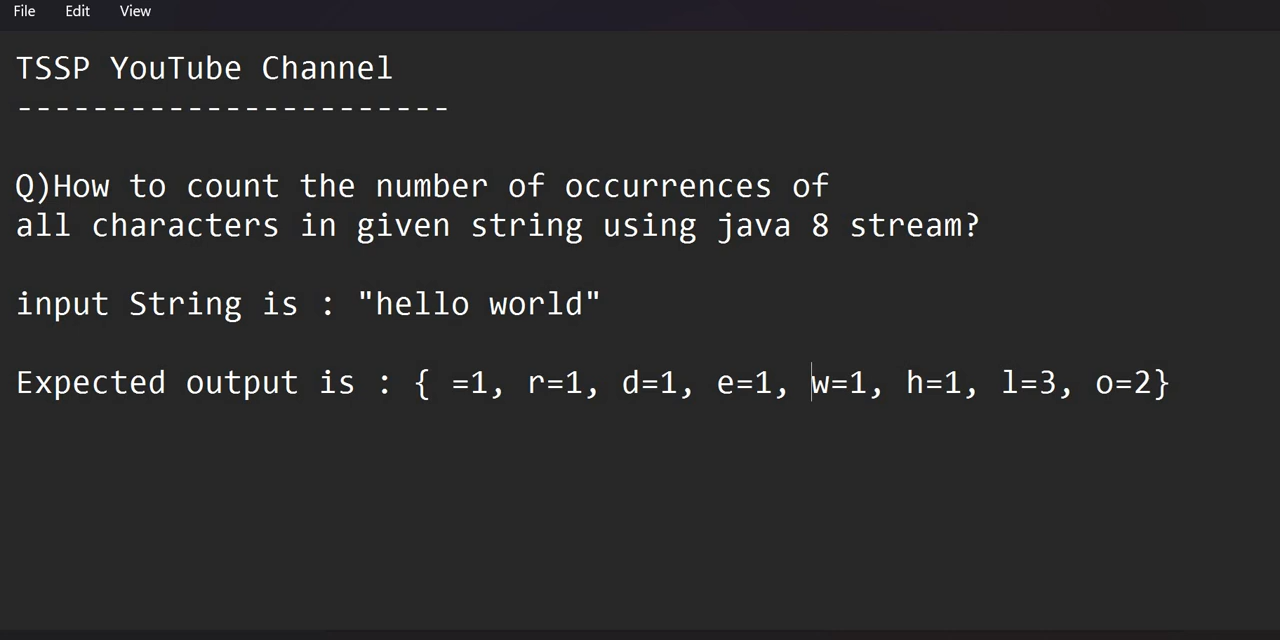 File Edit View
TSSP YouTube Channel
-----------------------
Q)How to count the number of occurrences of
all characters in given string using java 8 stream?
input String is : "hello world"
Expected output is : { =1, r=1, d=1, e=1, w=1, h=1, l=3, o=2}